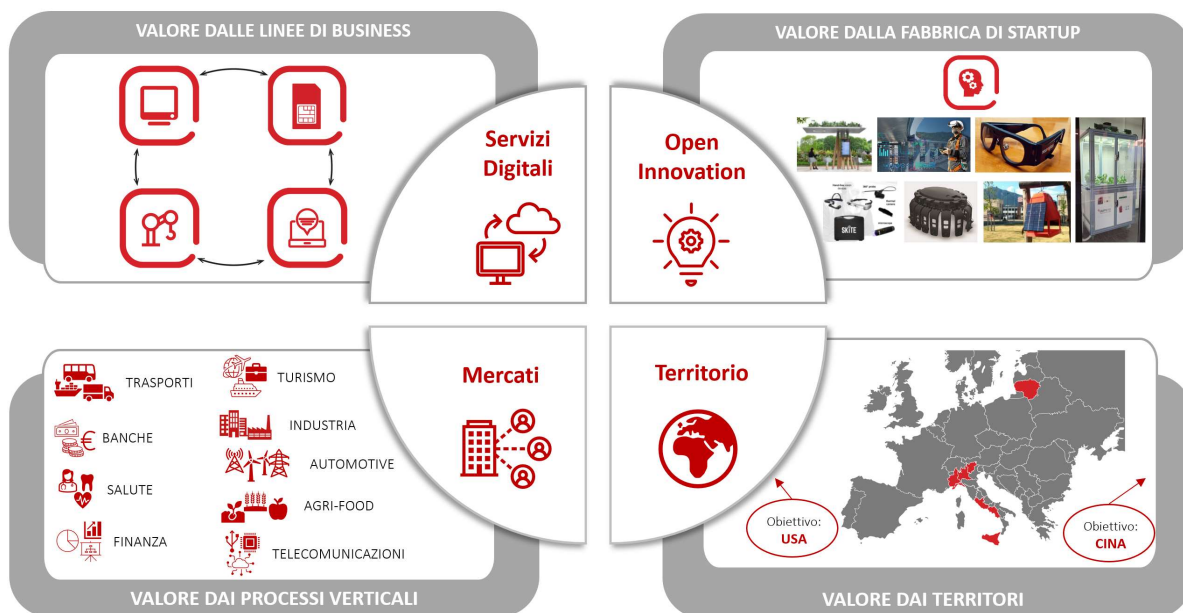 VALORE DALLE LINEE DI BUSINESS
VALORE DALLA FABBRICA DI STARTUP
Servizi
Digitali
Open
Innovation
SKITE
Mercati
Territorio
TRASPORTI
TURISMO
BANCHE
INDUSTRIA
AUTOMOTIVE
SALUTE
AGRI-FOOD
FINANZA
TELECOMUNICAZIONI
Obiettivo:
USA
Obiettivo:
CINA
VALORE DAI PROCESSI VERTICALI
VALORE DAI TERRITORI